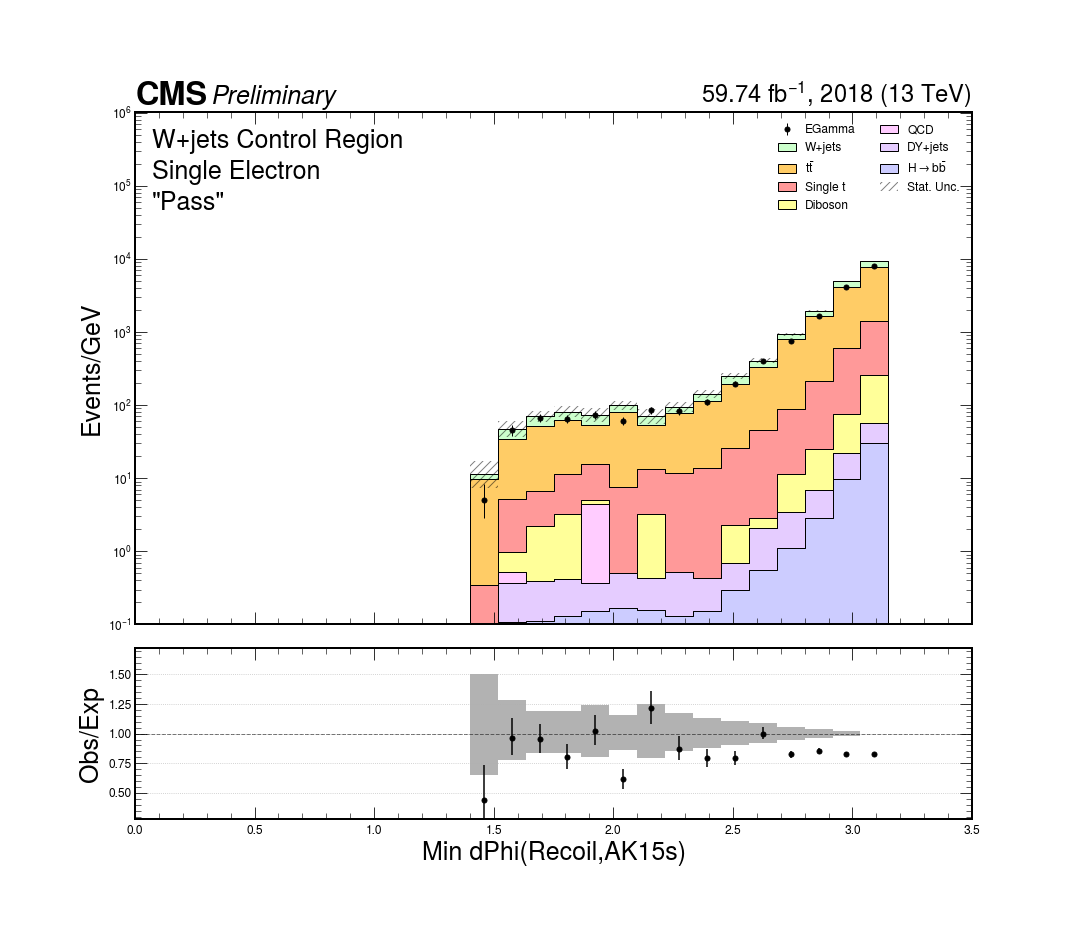 CMS Preliminary
59.74 fb⁻¹, 2018 (13 TeV)
W+jets Control Region
Single Electron
"Pass"
EGamma
W+jets
tt̄
Single t
Diboson
QCD
DY+jets
H→bb̄
Stat. Unc.
Events/GeV
10⁶
10⁵
10⁴
10³
10²
10¹
10⁰
10⁻¹
Obs/Exp
1.50
1.25
1.00
0.75
0.50
0.0 0.5 1.0 1.5 2.0 2.5 3.0 3.5
Min dPhi(Recoil,AK15s)